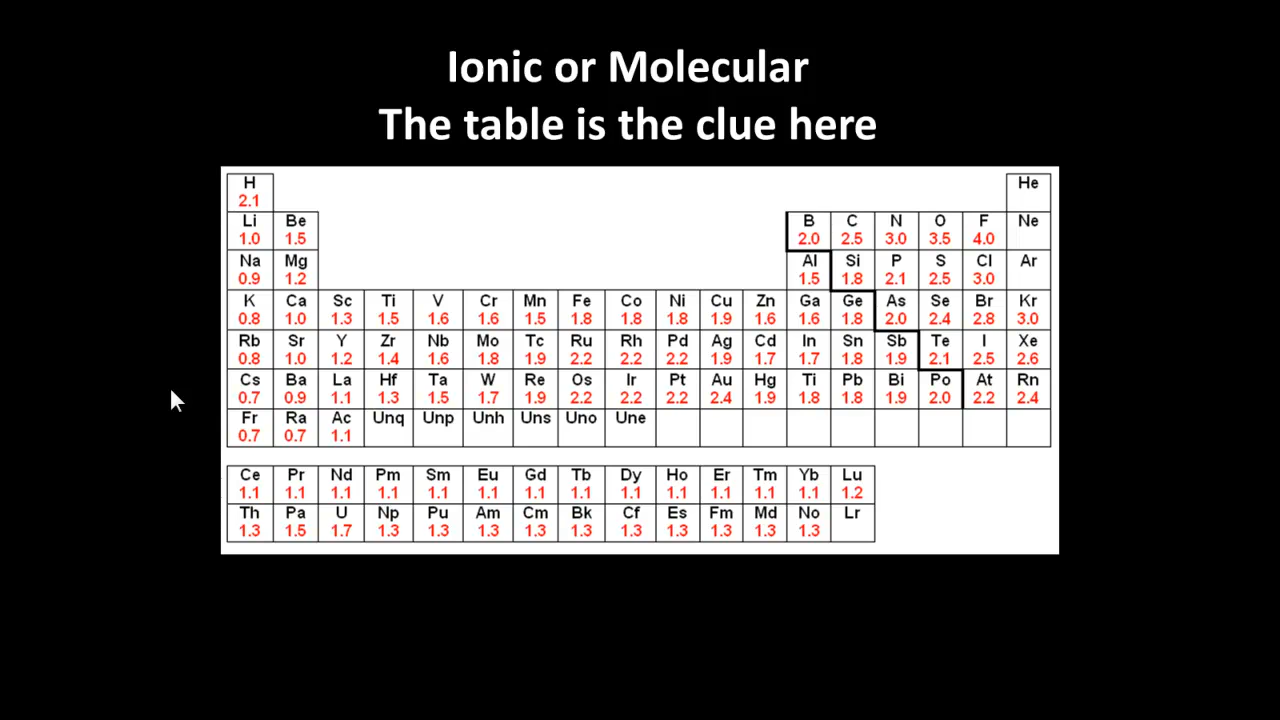 Ionic or Molecular
The table is the clue here
H He
2.1
Li Be B C N O F Ne
1.0 1.5 2.0 2.5 3.0 3.5 4.0
Na Mg Al Si P S Cl Ar
0.9 1.2 1.5 1.8 2.1 2.5 3.0
K Ca Sc Ti V Cr Mn Fe Co Ni Cu Zn Ga Ge As Se Br Kr
0.8 1.0 1.3 1.5 1.6 1.6 1.5 1.8 1.8 1.8 1.9 1.6 1.6 1.8 2.0 2.4 2.8 3.0
Rb Sr Y Zr Nb Mo Tc Ru Rh Pd Ag Cd In Sn Sb Te I Xe
0.8 1.0 1.2 1.4 1.6 1.8 1.9 2.2 2.2 2.2 1.9 1.7 1.7 1.8 1.9 2.1 2.5 2.6
Cs Ba La Hf Ta W Re Os Ir Pt Au Hg Ti Pb Bi Po At Rn
0.7 0.9 1.1 1.3 1.5 1.7 1.9 2.2 2.2 2.2 2.4 1.9 1.8 1.8 1.9 2.0 2.2 2.4
Fr Ra Ac Unq Unp Unh Uns Uno Une
0.7 0.7 1.1
Ce Pr Nd Pm Sm Eu Gd Tb Dy Ho Er Tm Yb Lu
1.1 1.1 1.1 1.1 1.1 1.1 1.1 1.1 1.1 1.1 1.1 1.1 1.1 1.2
Th Pa U Np Pu Am Cm Bk Cf Es Fm Md No Lr
1.3 1.5 1.7 1.3 1.3 1.3 1.3 1.3 1.3 1.3 1.3 1.3 1.3